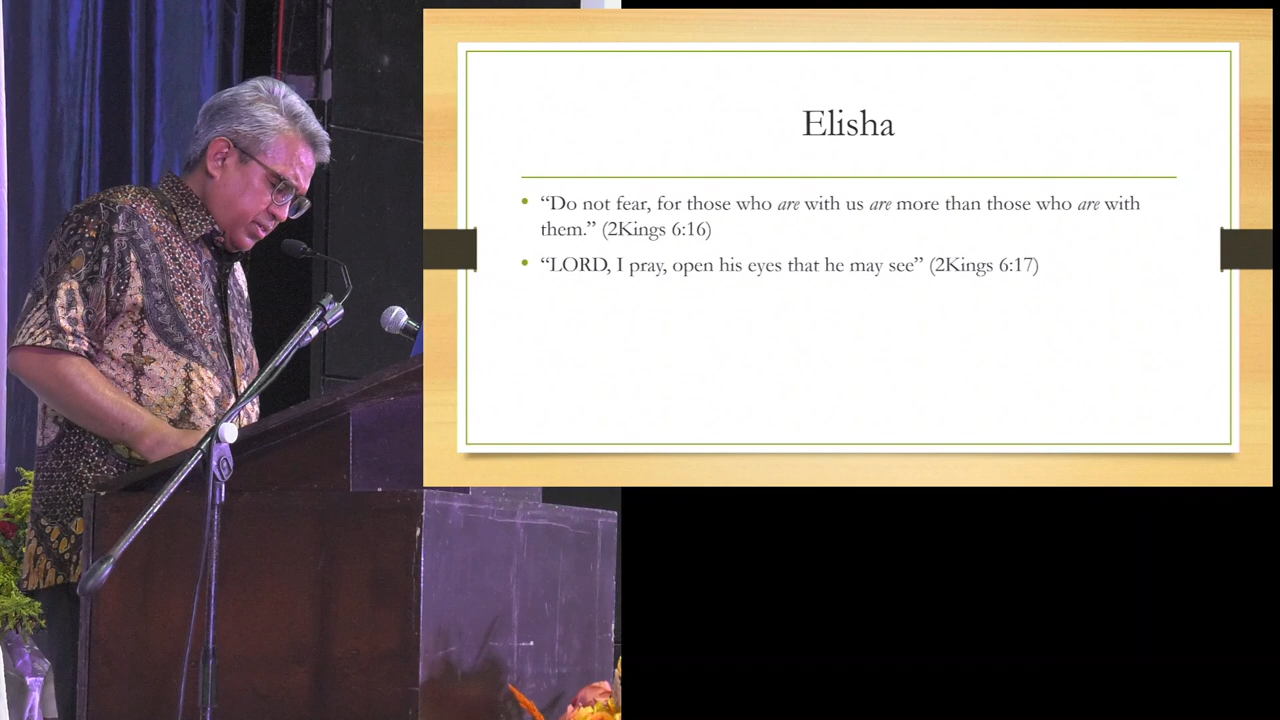 Elisha
“Do not fear, for those who are with us are more than those who are with
them.” (2Kings 6:16)
“LORD, I pray, open his eyes that he may see” (2Kings 6:17)